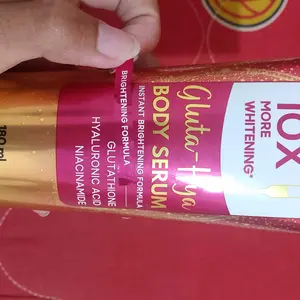 10X
MORE
WHITENING*
Gluta-Hya
BODY SERUM
INSTANT BRIGHTENING FORMULA
BRIGHTENING FORMULA
GLUTATHIONE
HYALURONIC ACID
NIACINAMIDE
180 ml